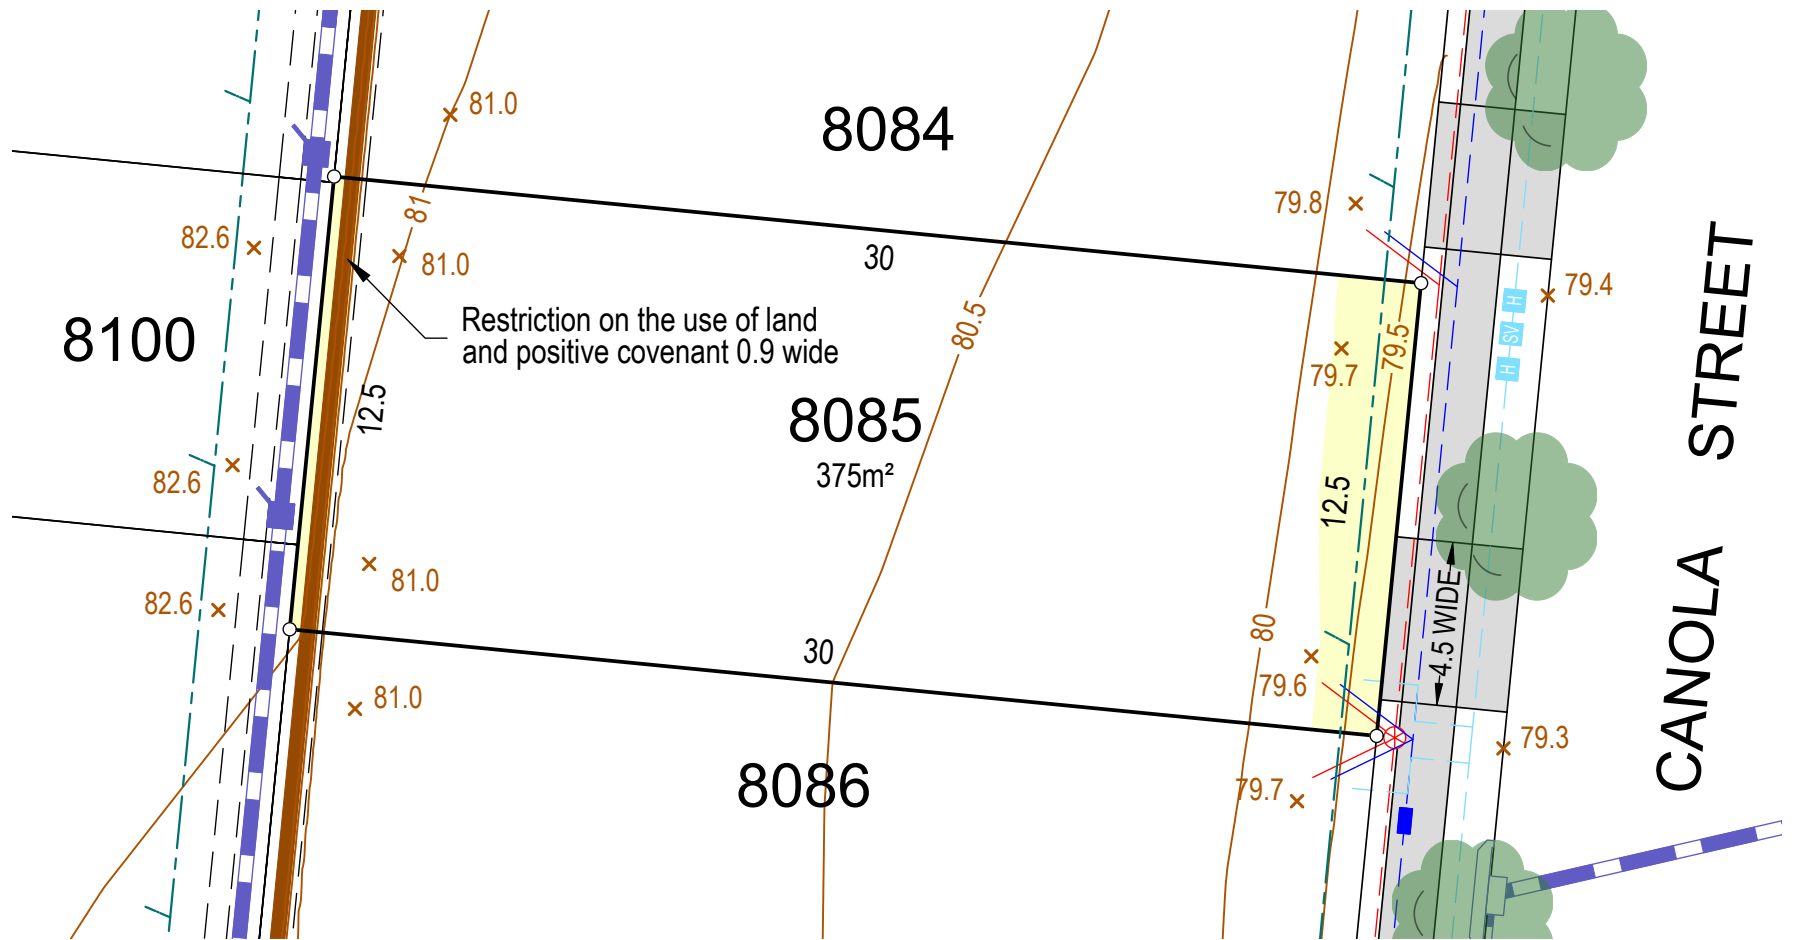 81.0
8084
79.8
82.6
81
81.0
30
79.4
STREET
Restriction on the use of land
and positive covenant 0.9 wide
H
SV
H
8100
80.5
79.5
79.7
12.5
8085
375m²
82.6
12.5
81.0
82.6
80
4.5 WIDE
30
79.6
81.0
CANOLA
79.3
8086
79.7